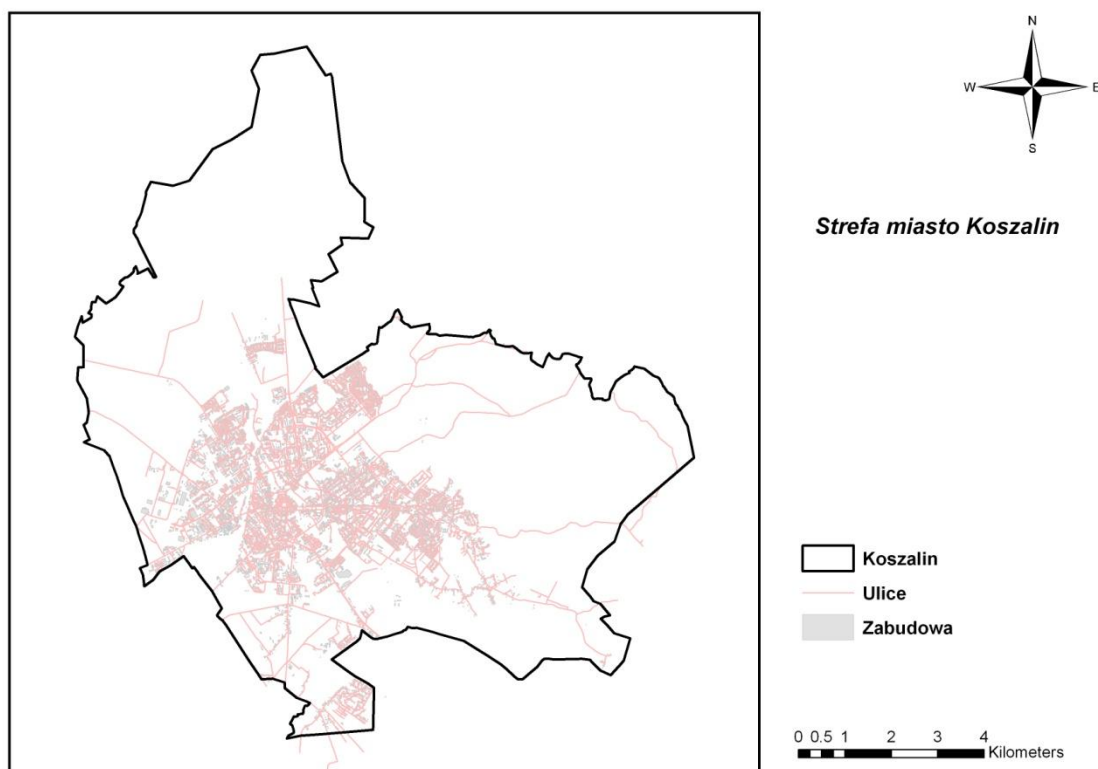 N
W E
S
Strefa miasto Koszalin
Koszalin
Ulice
Zabudowa
0 0.5 1 2 3 4
Kilometers